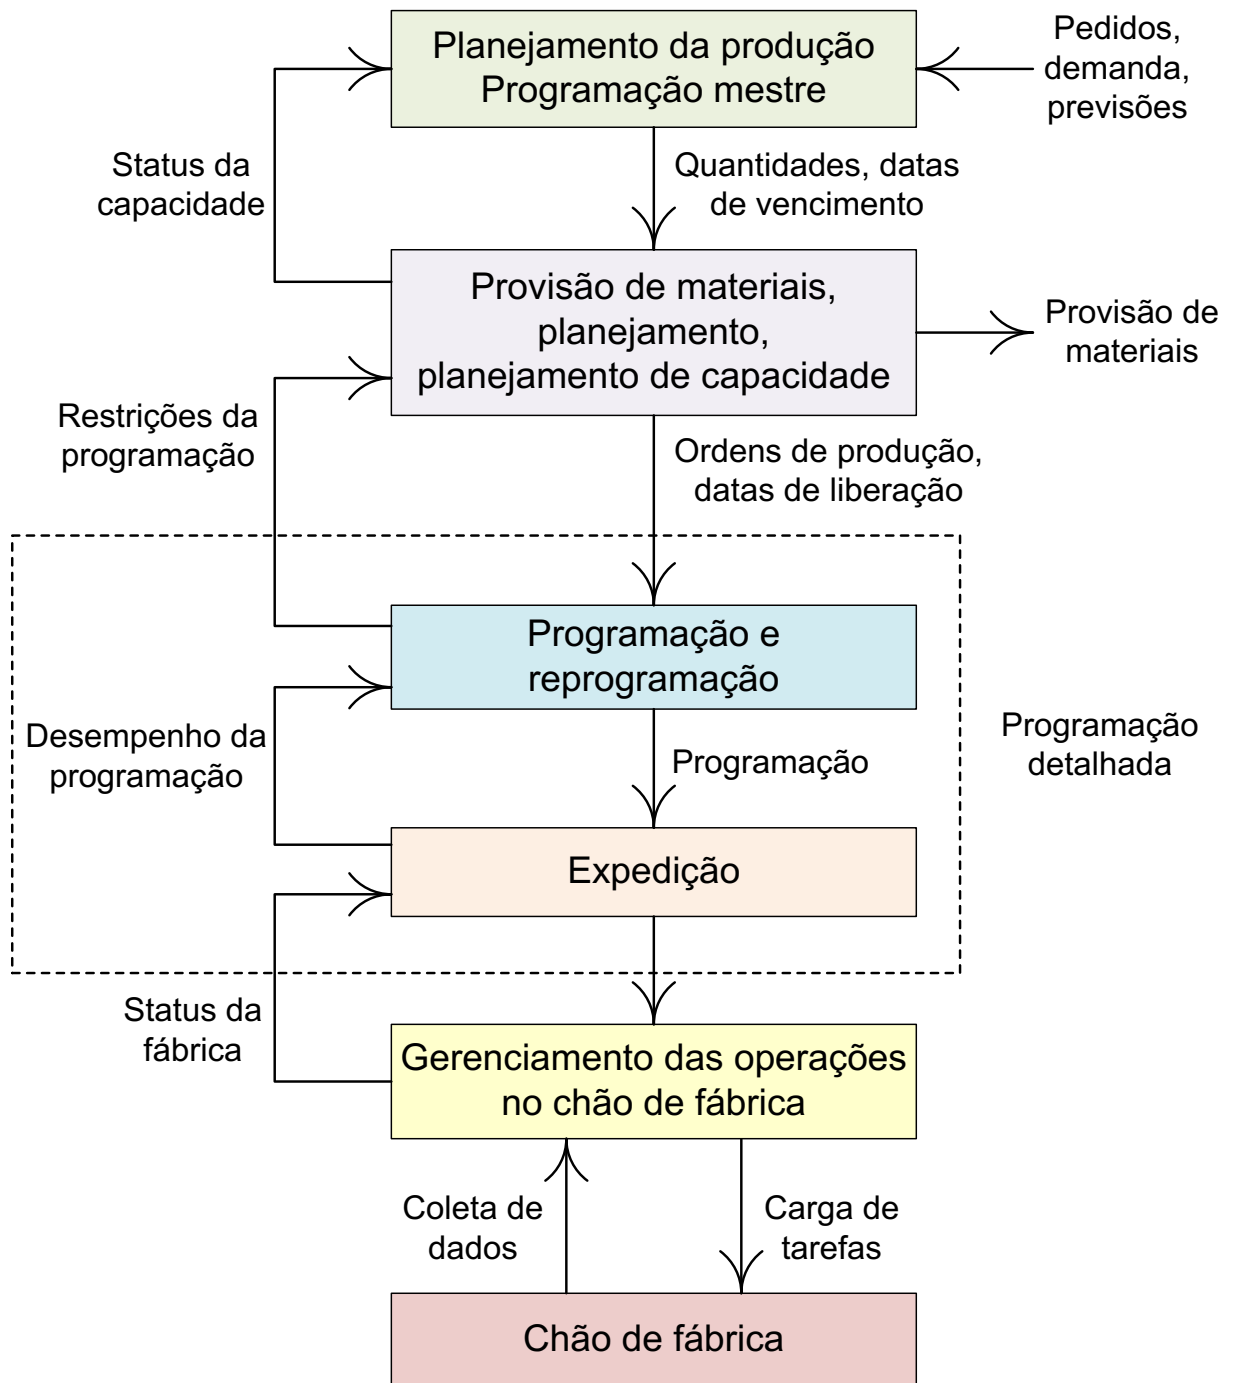 Planejamento da produção
Programação mestre
Pedidos,
demanda,
previsões
Status da
capacidade
Quantidades, datas
de vencimento
Provisão de materiais,
planejamento,
planejamento de capacidade
Provisão de
materiais
Restrições da
programação
Ordens de produção,
datas de liberação
Programação e
reprogramação
Desempenho da
programação
Programação
Programação
detalhada
Expedição
Status da
fábrica
Gerenciamento das operações
no chão de fábrica
Coleta de
dados
Carga de
tarefas
Chão de fábrica